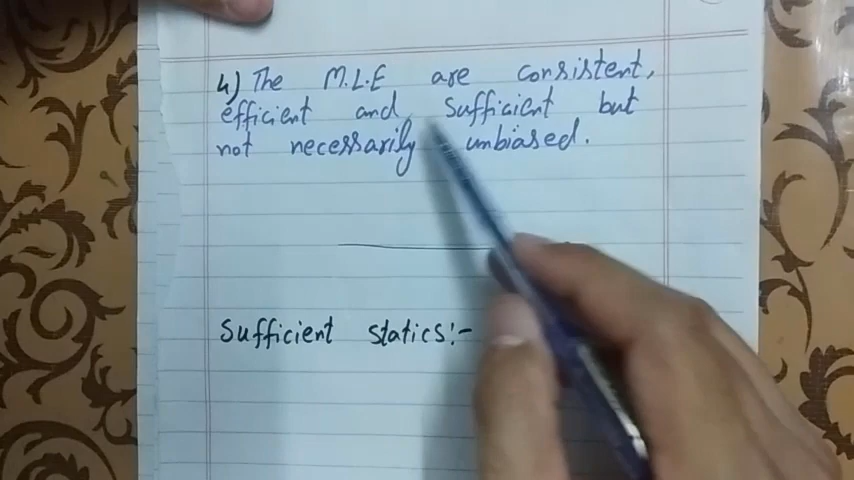 4) The M.L.E are consistent,
efficient and, sufficient but
not necessarily unbiased.
Sufficient statics:-